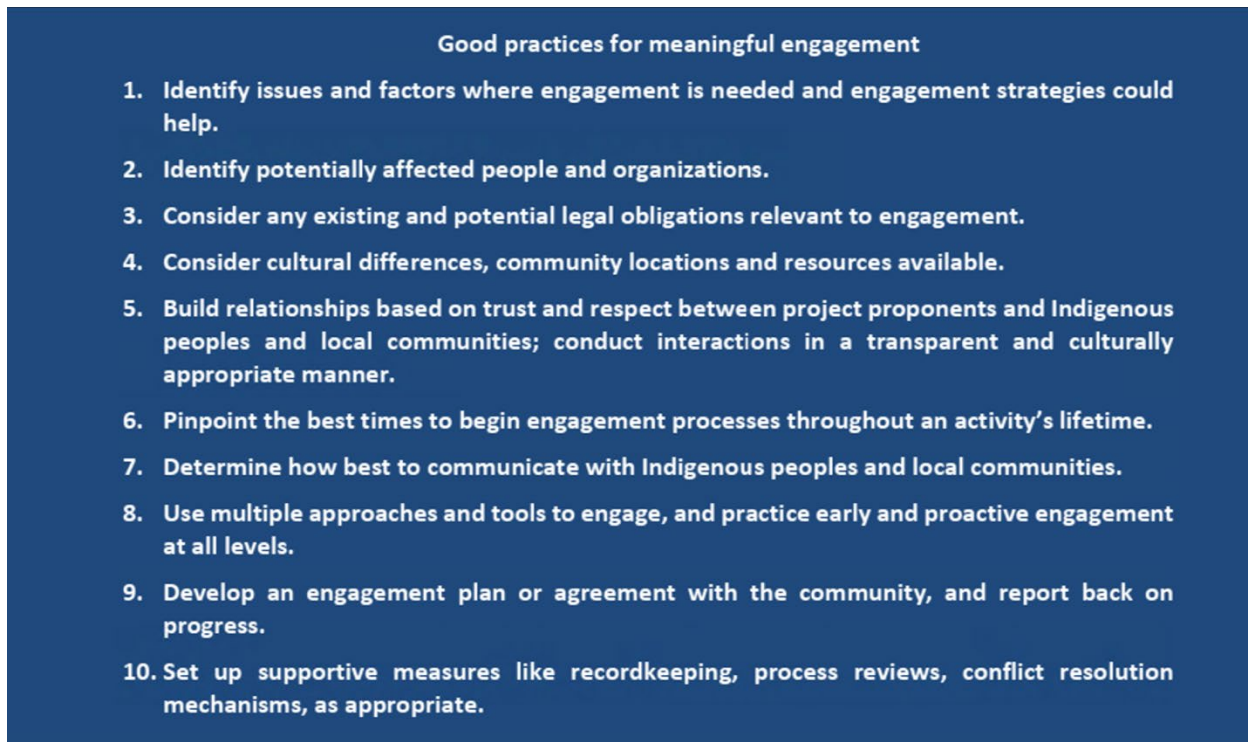 Good practices for meaningful engagement
1. Identify issues and factors where engagement is needed and engagement strategies could
help.
2. Identify potentially affected people and organizations.
3. Consider any existing and potential legal obligations relevant to engagement.
4. Consider cultural differences, community locations and resources available.
5. Build relationships based on trust and respect between project proponents and Indigenous
peoples and local communities; conduct interactions in a transparent and culturally
appropriate manner.
6. Pinpoint the best times to begin engagement processes throughout an activity’s lifetime.
7. Determine how best to communicate with Indigenous peoples and local communities.
8. Use multiple approaches and tools to engage, and practice early and proactive engagement
at all levels.
9. Develop an engagement plan or agreement with the community, and report back on
progress.
10. Set up supportive measures like recordkeeping, process reviews, conflict resolution
mechanisms, as appropriate.